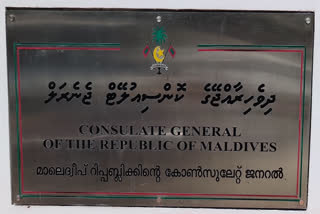 ދިވެހިރާއްޖޭގެ ކޮންސިއުލޭޓް ޖެނެރަލް
CONSULATE GENERAL
OF THE REPUBLIC OF MALDIVES
മാലെദ്വീപ് റിപ്പബ്ലിക്കിന്റെ കോൺസുലേറ്റ് ജനറൽ